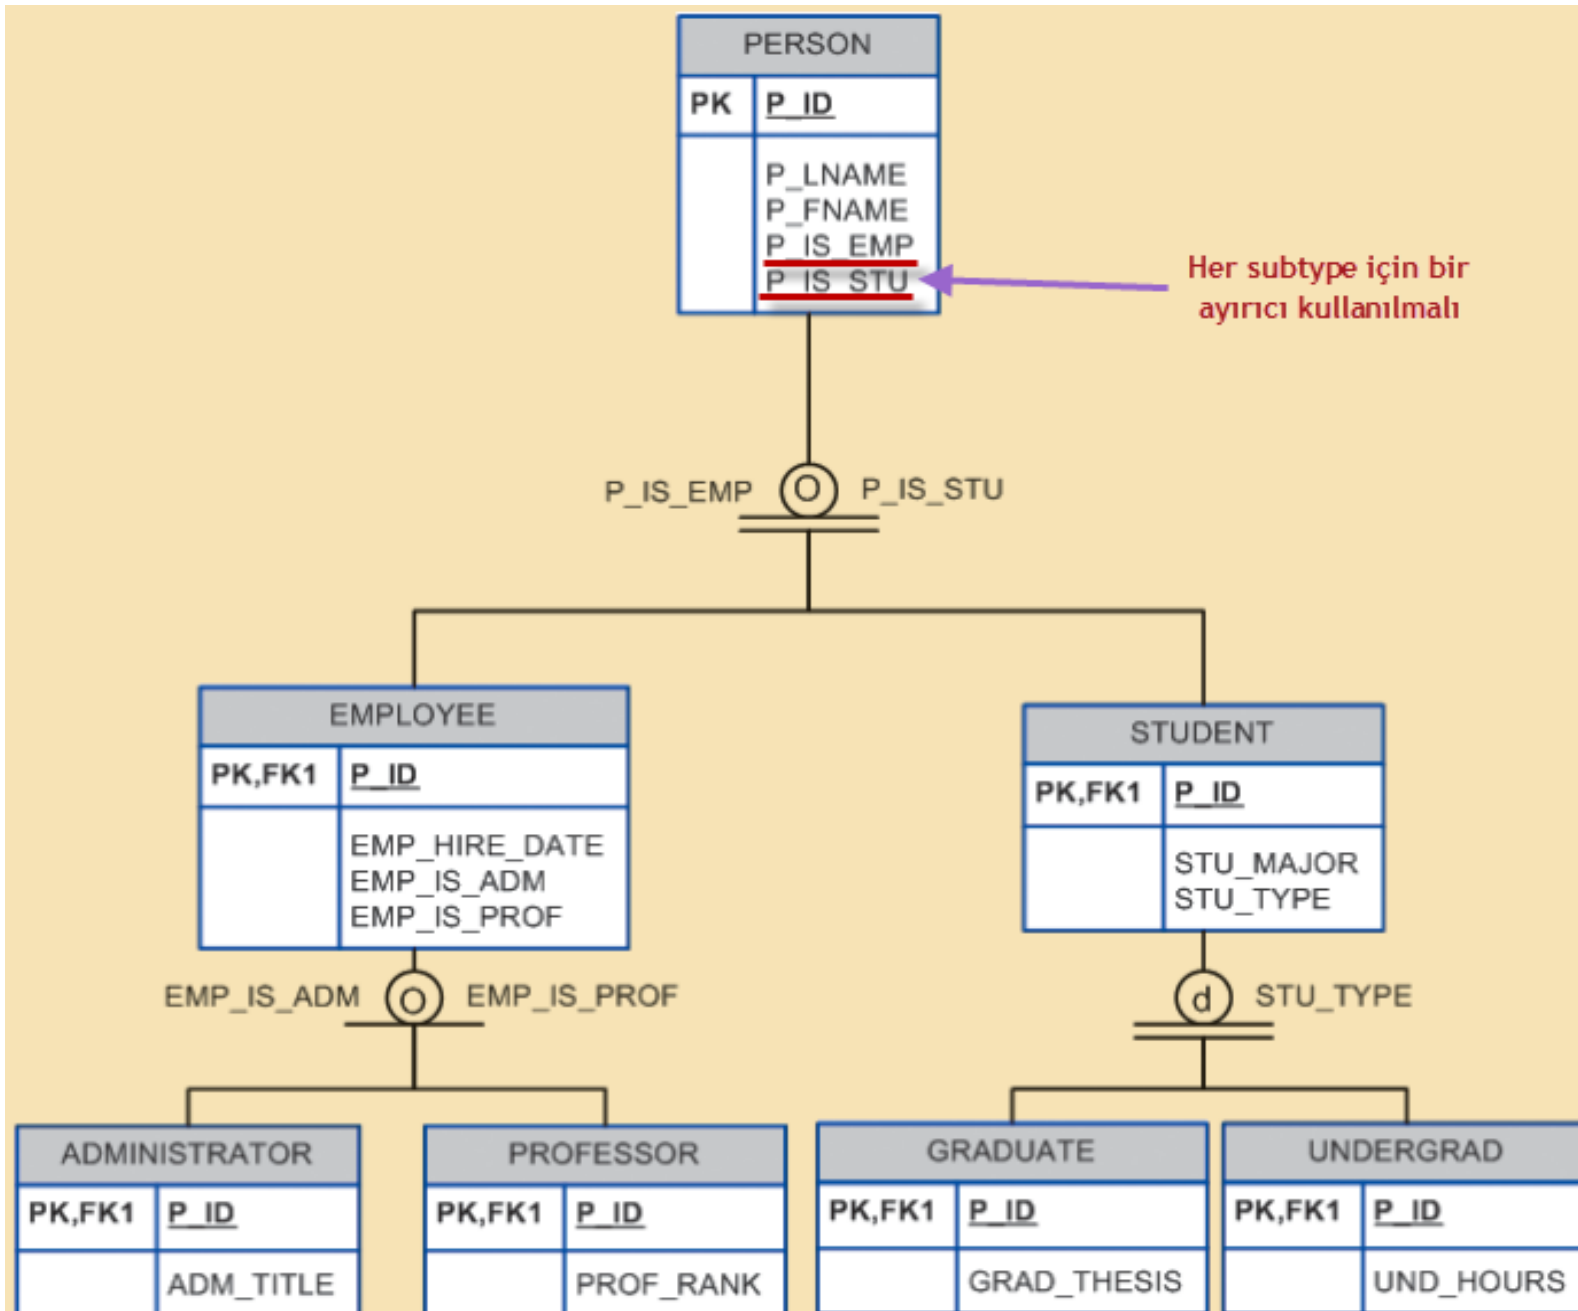 PERSON
PK P_ID
P_LNAME
P_FNAME
P_IS_EMP
P_IS_STU
Her subtype için bir
ayırıcı kullanılmalı
P_IS_EMP O P_IS_STU
EMPLOYEE
PK,FK1 P_ID
EMP_HIRE_DATE
EMP_IS_ADM
EMP_IS_PROF
STUDENT
PK,FK1 P_ID
STU_MAJOR
STU_TYPE
EMP_IS_ADM O EMP_IS_PROF
d STU_TYPE
ADMINISTRATOR
PK,FK1 P_ID
ADM_TITLE
PROFESSOR
PK,FK1 P_ID
PROF_RANK
GRADUATE
PK,FK1 P_ID
GRAD_THESIS
UNDERGRAD
PK,FK1 P_ID
UND_HOURS